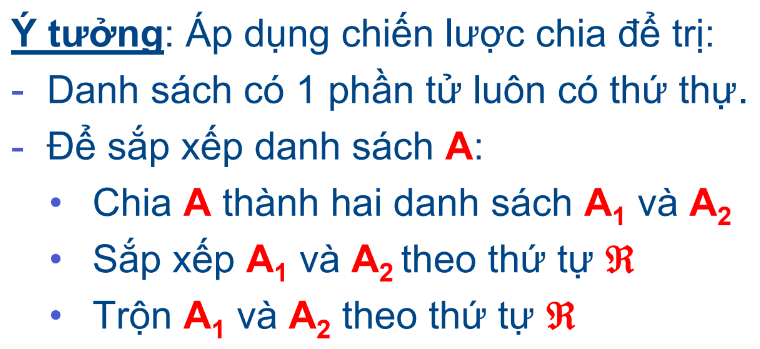 Ý tưởng: Áp dụng chiến lược chia để trị:
- Danh sách có 1 phần tử luôn có thứ thự.
- Để sắp xếp danh sách A:
• Chia A thành hai danh sách A₁ và A₂
• Sắp xếp A₁ và A₂ theo thứ tự ℜ
• Trộn A₁ và A₂ theo thứ tự ℜ